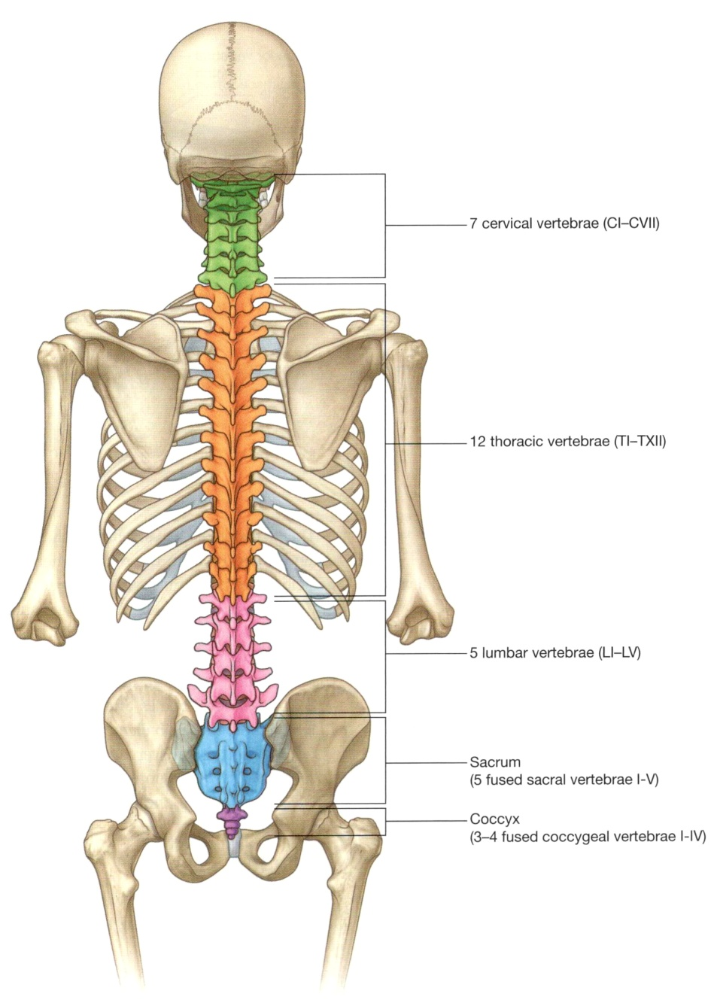 7 cervical vertebrae (CI–CVII)
12 thoracic vertebrae (TI–TXII)
5 lumbar vertebrae (LI–LV)
Sacrum
(5 fused sacral vertebrae I-V)
Coccyx
(3–4 fused coccygeal vertebrae I-IV)